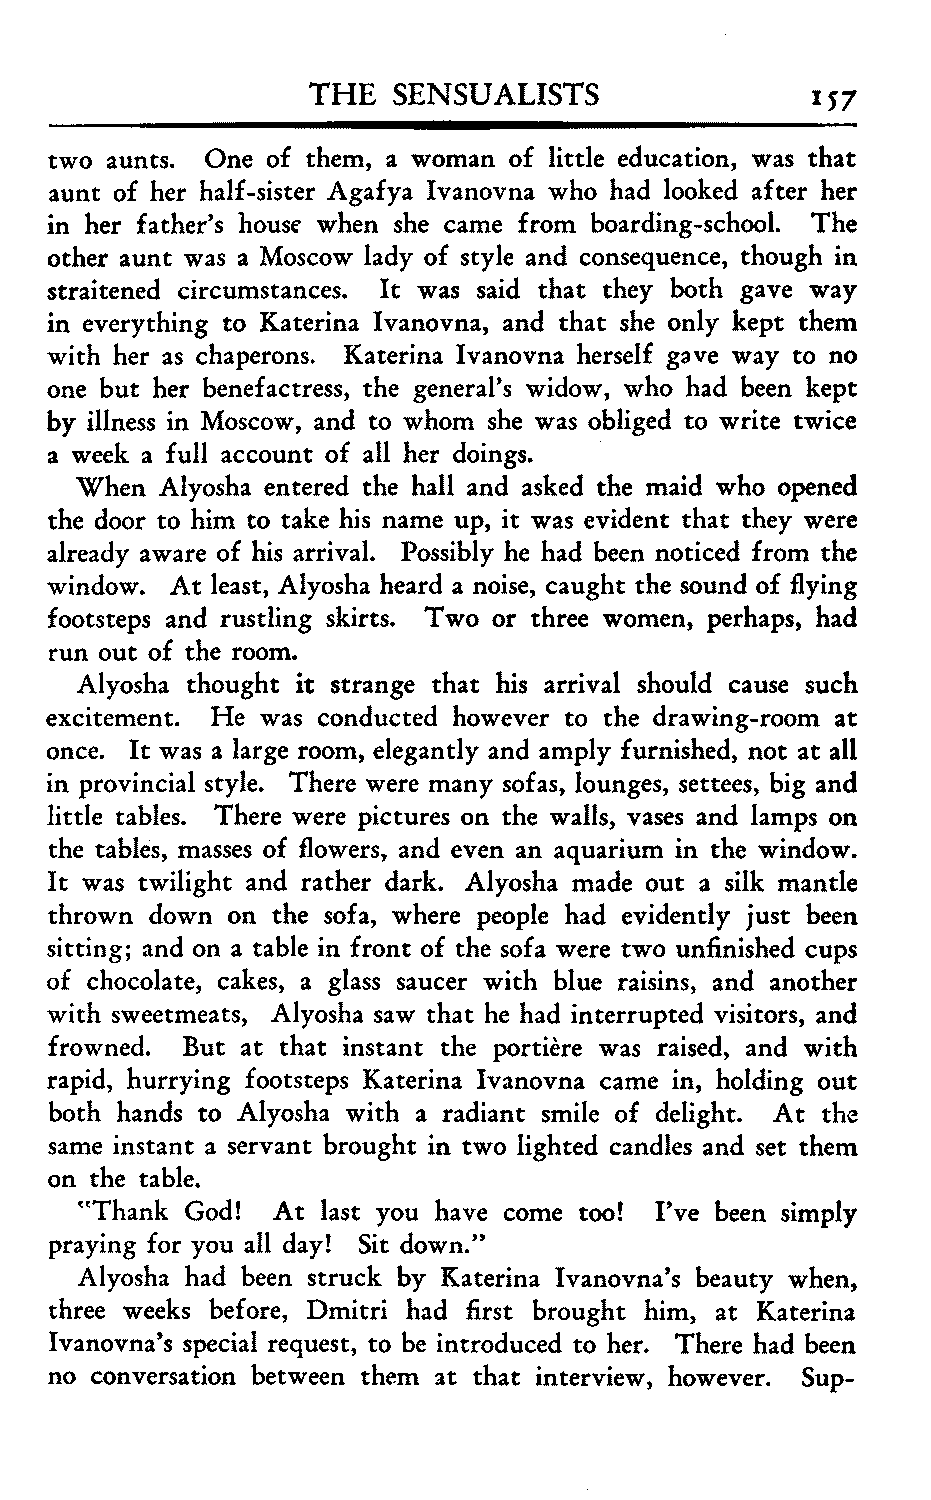 THE SENSUALISTS 157
two aunts. One of them, a woman of little education, was that
aunt of her half-sister Agafya Ivanovna who had looked after her
in her father's house when she came from boarding-school. The
other aunt was a Moscow lady of style and consequence, though in
straitened circumstances. It was said that they both gave way
in everything to Katerina Ivanovna, and that she only kept them
with her as chaperons. Katerina Ivanovna herself gave way to no
one but her benefactress, the general's widow, who had been kept
by illness in Moscow, and to whom she was obliged to write twice
a week a full account of all her doings.
When Alyosha entered the hall and asked the maid who opened
the door to him to take his name up, it was evident that they were
already aware of his arrival. Possibly he had been noticed from the
window. At least, Alyosha heard a noise, caught the sound of flying
footsteps and rustling skirts. Two or three women, perhaps, had
run out of the room.
Alyosha thought it strange that his arrival should cause such
excitement. He was conducted however to the drawing-room at
once. It was a large room, elegantly and amply furnished, not at all
in provincial style. There were many sofas, lounges, settees, big and
little tables. There were pictures on the walls, vases and lamps on
the tables, masses of flowers, and even an aquarium in the window.
It was twilight and rather dark. Alyosha made out a silk mantle
thrown down on the sofa, where people had evidently just been
sitting; and on a table in front of the sofa were two unfinished cups
of chocolate, cakes, a glass saucer with blue raisins, and another
with sweetmeats, Alyosha saw that he had interrupted visitors, and
frowned. But at that instant the portière was raised, and with
rapid, hurrying footsteps Katerina Ivanovna came in, holding out
both hands to Alyosha with a radiant smile of delight. At the
same instant a servant brought in two lighted candles and set them
on the table.
"Thank God! At last you have come too! I've been simply
praying for you all day! Sit down."
Alyosha had been struck by Katerina Ivanovna's beauty when,
three weeks before, Dmitri had first brought him, at Katerina
Ivanovna's special request, to be introduced to her. There had been
no conversation between them at that interview, however. Sup-